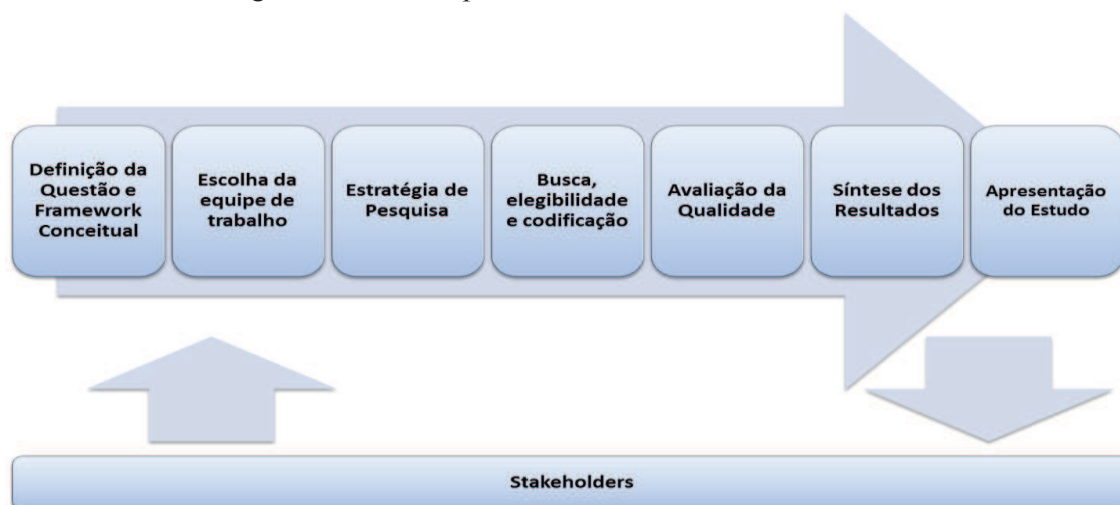 Definição da
Questão e
Framework
Conceitual
Escolha da
equipe de
trabalho
Estratégia de
Pesquisa
Busca,
elegibilidade
e codificação
Avaliação da
Qualidade
Síntese dos
Resultados
Apresentação
do Estudo
Stakeholders